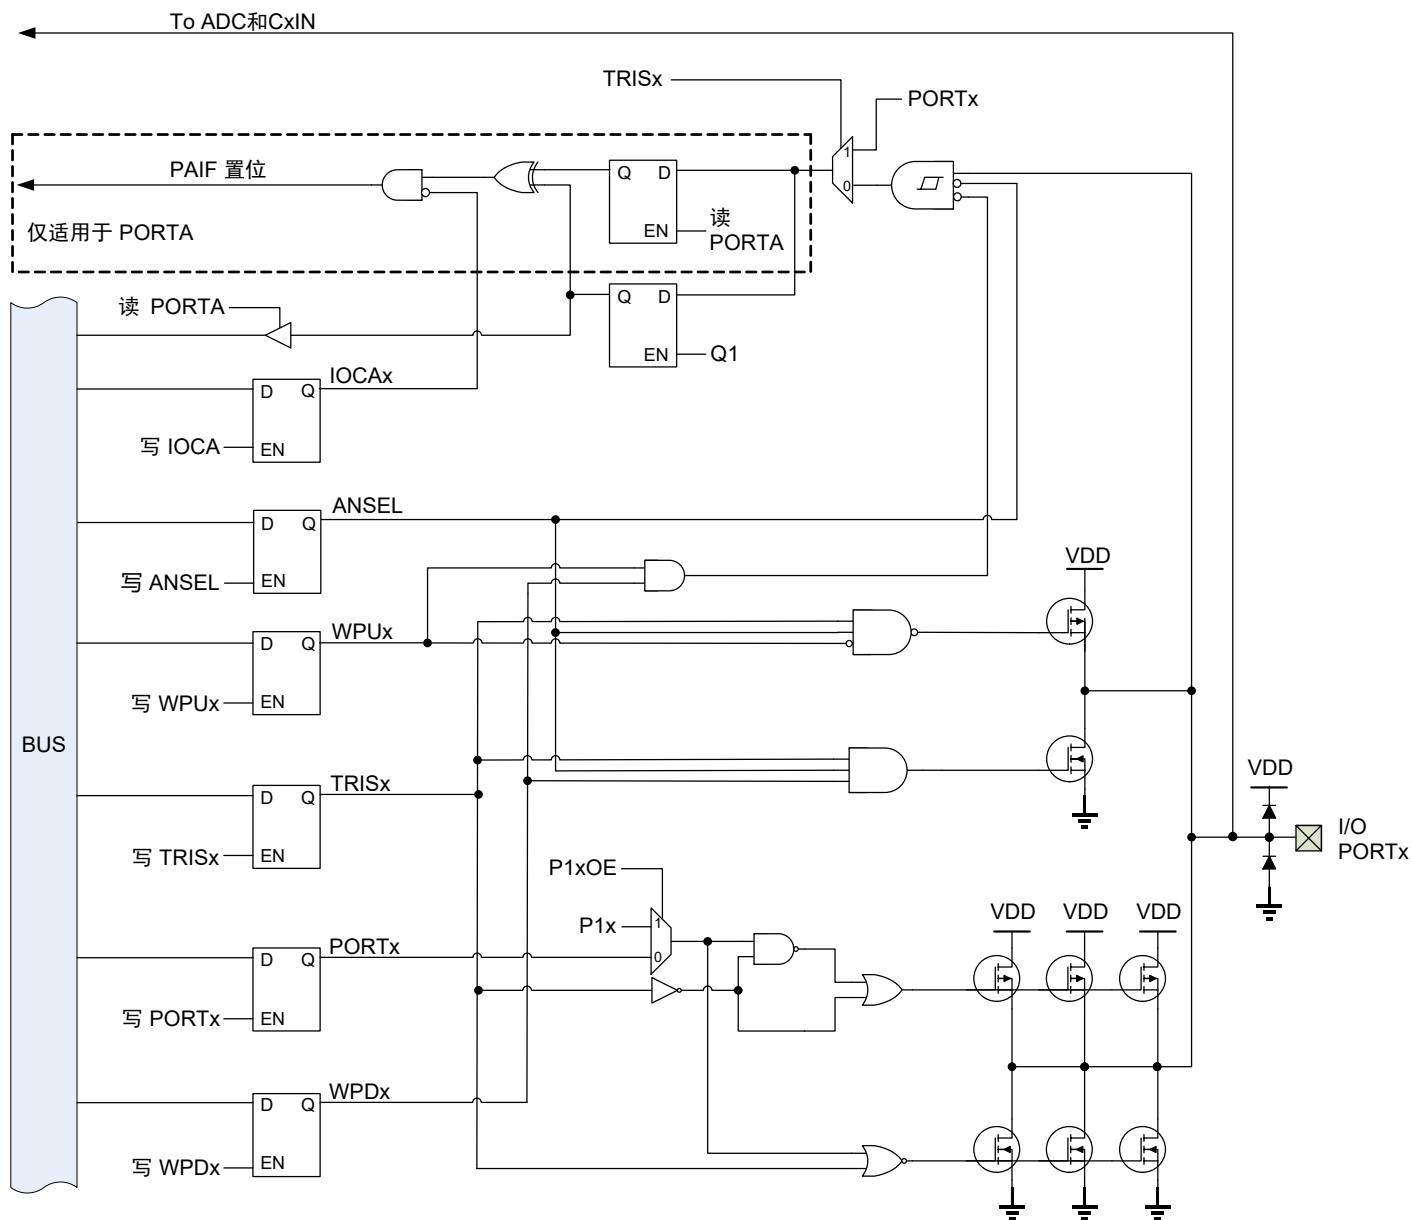 To ADC和CxIN
TRISx
PORTx
1
0
PAIF 置位
仅适用于 PORTA
Q D
EN
读
PORTA
Q D
EN
Q1
读 PORTA
IOCAx
D Q
EN
写 IOCA
ANSEL
D Q
EN
写 ANSEL
VDD
WPUx
D Q
EN
写 WPUx
BUS
TRISx
D Q
EN
写 TRISx
VDD
I/O
PORTx
P1xOE
P1x
1
0
VDD VDD VDD
PORTx
D Q
EN
写 PORTx
WPDx
D Q
EN
写 WPDx